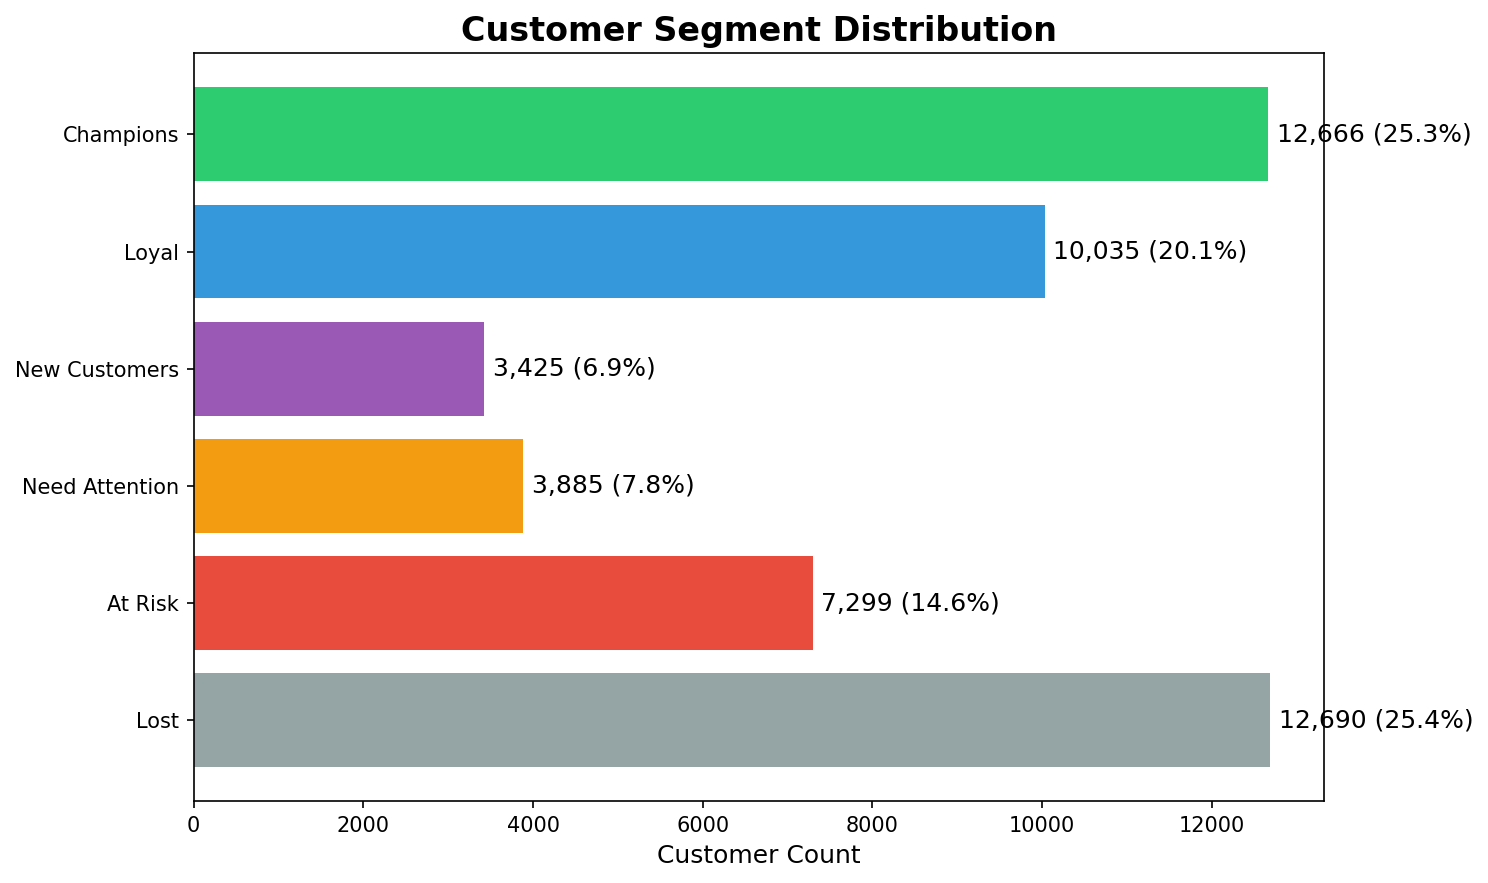 Customer Segment Distribution
Champions 12,666 (25.3%)
Loyal 10,035 (20.1%)
New Customers 3,425 (6.9%)
Need Attention 3,885 (7.8%)
At Risk 7,299 (14.6%)
Lost 12,690 (25.4%)
0 2000 4000 6000 8000 10000 12000
Customer Count